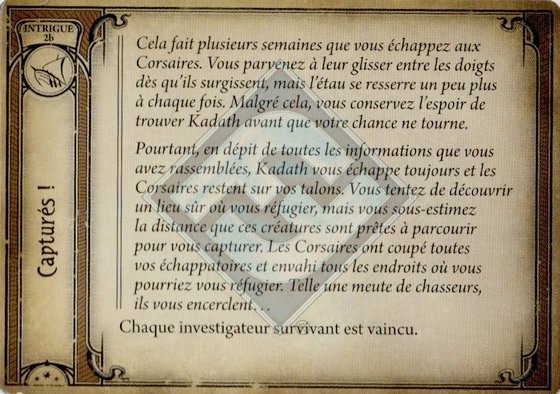 INTRIGUE
2b
Capturés !
Cela fait plusieurs semaines que vous échappez aux
Corsaires. Vous parvenez à leur glisser entre les doigts
dès qu'ils surgissent, mais l'étau se resserre un peu plus
à chaque fois. Malgré cela, vous conservez l'espoir de
trouver Kadath avant que votre chance ne tourne.
Pourtant, en dépit de toutes les informations que vous
avez rassemblées, Kadath vous échappe toujours et les
Corsaires restent sur vos talons. Vous tentez de découvrir
un lieu sûr où vous réfugier, mais vous sous-estimez
la distance que ces créatures sont prêtes à parcourir
pour vous capturer. Les Corsaires ont coupé toutes
vos échappatoires et envahi tous les endroits où vous
pourriez vous réfugier. Telle une meute de chasseurs,
ils vous encerclent…
Chaque investigateur survivant est vaincu.